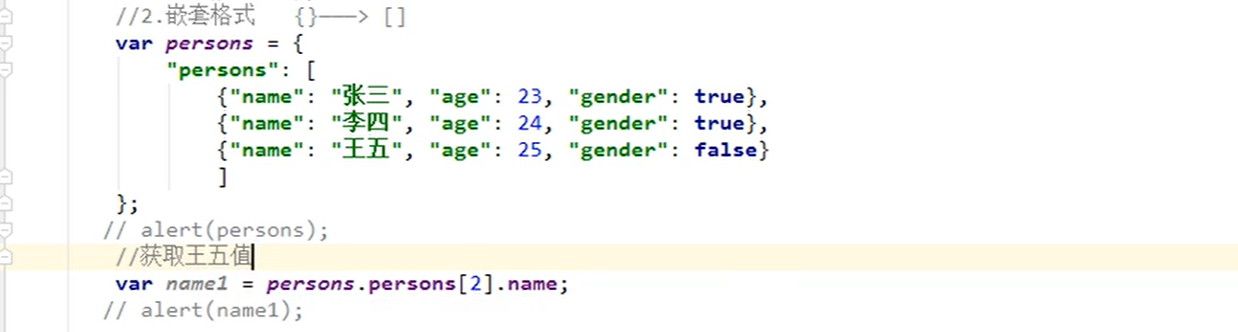 //2.嵌套格式   {}———> []
var persons = {
    "persons": [
        {"name": "张三", "age": 23, "gender": true},
        {"name": "李四", "age": 24, "gender": true},
        {"name": "王五", "age": 25, "gender": false}
        ]
};
// alert(persons);
//获取王五值
var name1 = persons.persons[2].name;
// alert(name1);